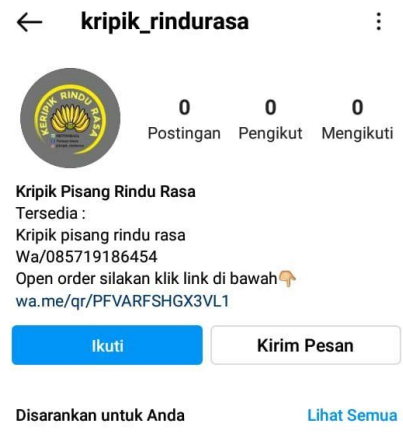 kripik_rindurasa
KERIPIK RINDU RASA
0 0 0
Postingan Pengikut Mengikuti
Kripik Pisang Rindu Rasa
Tersedia :
Kripik pisang rindu rasa
Wa/085719186454
Open order silakan klik link di bawah👇🏼
wa.me/qr/PFVARFSHGX3VL1
Ikuti Kirim Pesan
Disarankan untuk Anda Lihat Semua